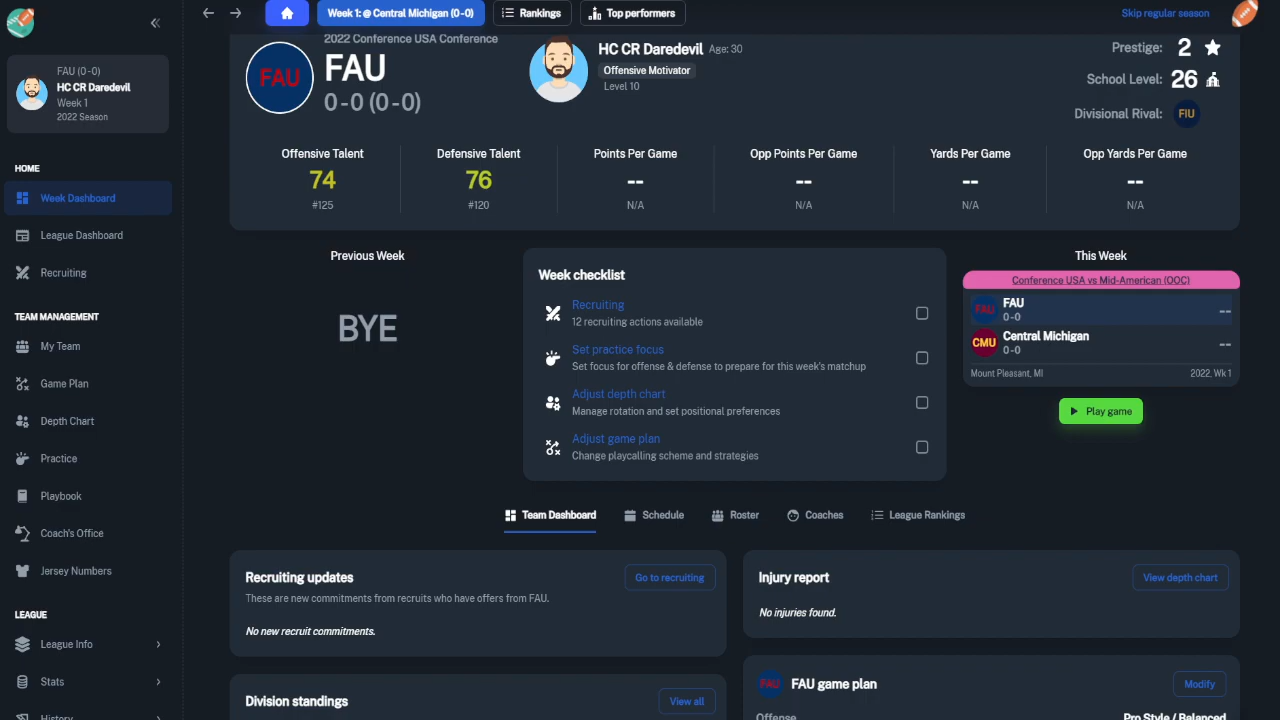 Week 1: @ Central Michigan (0-0)
Rankings
Top performers
Skip regular season
FAU (0-0)
HC CR Daredevil
Week 1
2022 Season
HOME
Week Dashboard
League Dashboard
Recruiting
TEAM MANAGEMENT
My Team
Game Plan
Depth Chart
Practice
Playbook
Coach's Office
Jersey Numbers
LEAGUE
League Info
Stats
History
2022 Conference USA Conference
FAU
FAU
0-0 (0-0)
HC CR Daredevil Age: 30
Offensive Motivator
Level 10
Prestige: 2
School Level: 26
Divisional Rival: FIU
Offensive Talent
74
#125
Defensive Talent
76
#120
Points Per Game
--
N/A
Opp Points Per Game
--
N/A
Yards Per Game
--
N/A
Opp Yards Per Game
--
N/A
Previous Week
BYE
Week checklist
Recruiting
12 recruiting actions available
Set practice focus
Set focus for offense & defense to prepare for this week's matchup
Adjust depth chart
Manage rotation and set positional preferences
Adjust game plan
Change playcalling scheme and strategies
This Week
Conference USA vs Mid-American (OOC)
FAU
FAU
0-0
--
CMU
Central Michigan
0-0
--
Mount Pleasant, MI
2022, Wk 1
Play game
Team Dashboard
Schedule
Roster
Coaches
League Rankings
Recruiting updates
Go to recruiting
These are new commitments from recruits who have offers from FAU.
No new recruit commitments.
Injury report
View depth chart
No injuries found.
Division standings
View all
FAU
FAU game plan
Modify
Offense
Pro Style / Balanced